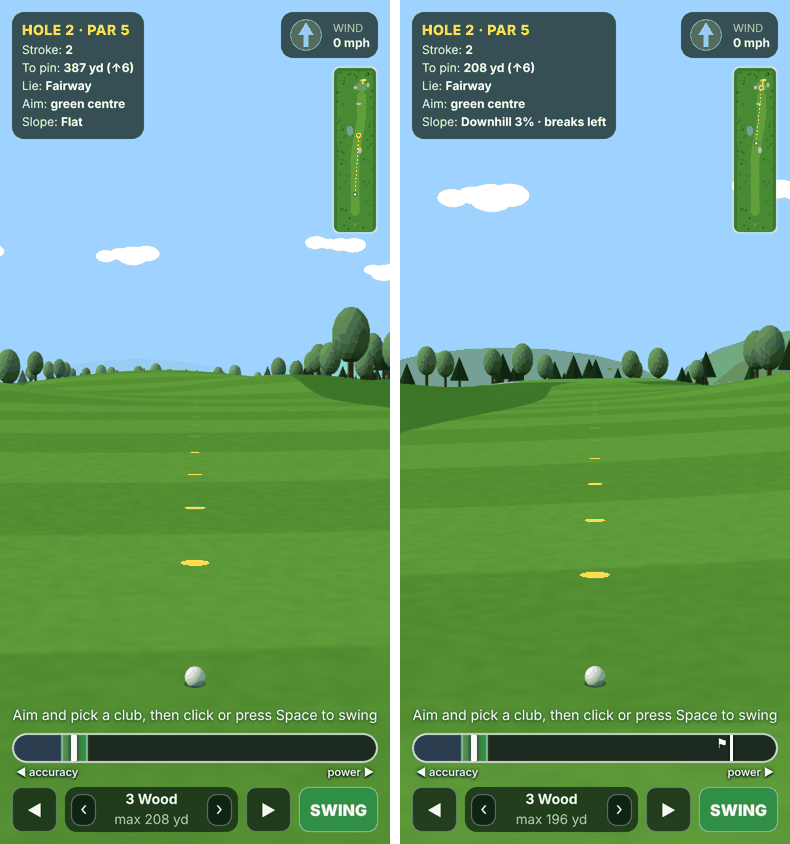 HOLE 2 · PAR 5
Stroke: 2
To pin: 387 yd (↑6)
Lie: Fairway
Aim: green centre
Slope: Flat
WIND
0 mph
Aim and pick a club, then click or press Space to swing
◀ accuracy
power ▶
◀
‹
3 Wood
max 208 yd
›
▶
SWING
HOLE 2 · PAR 5
Stroke: 2
To pin: 208 yd (↑6)
Lie: Fairway
Aim: green centre
Slope: Downhill 3% · breaks left
WIND
0 mph
Aim and pick a club, then click or press Space to swing
◀ accuracy
power ▶
◀
‹
3 Wood
max 196 yd
›
▶
SWING